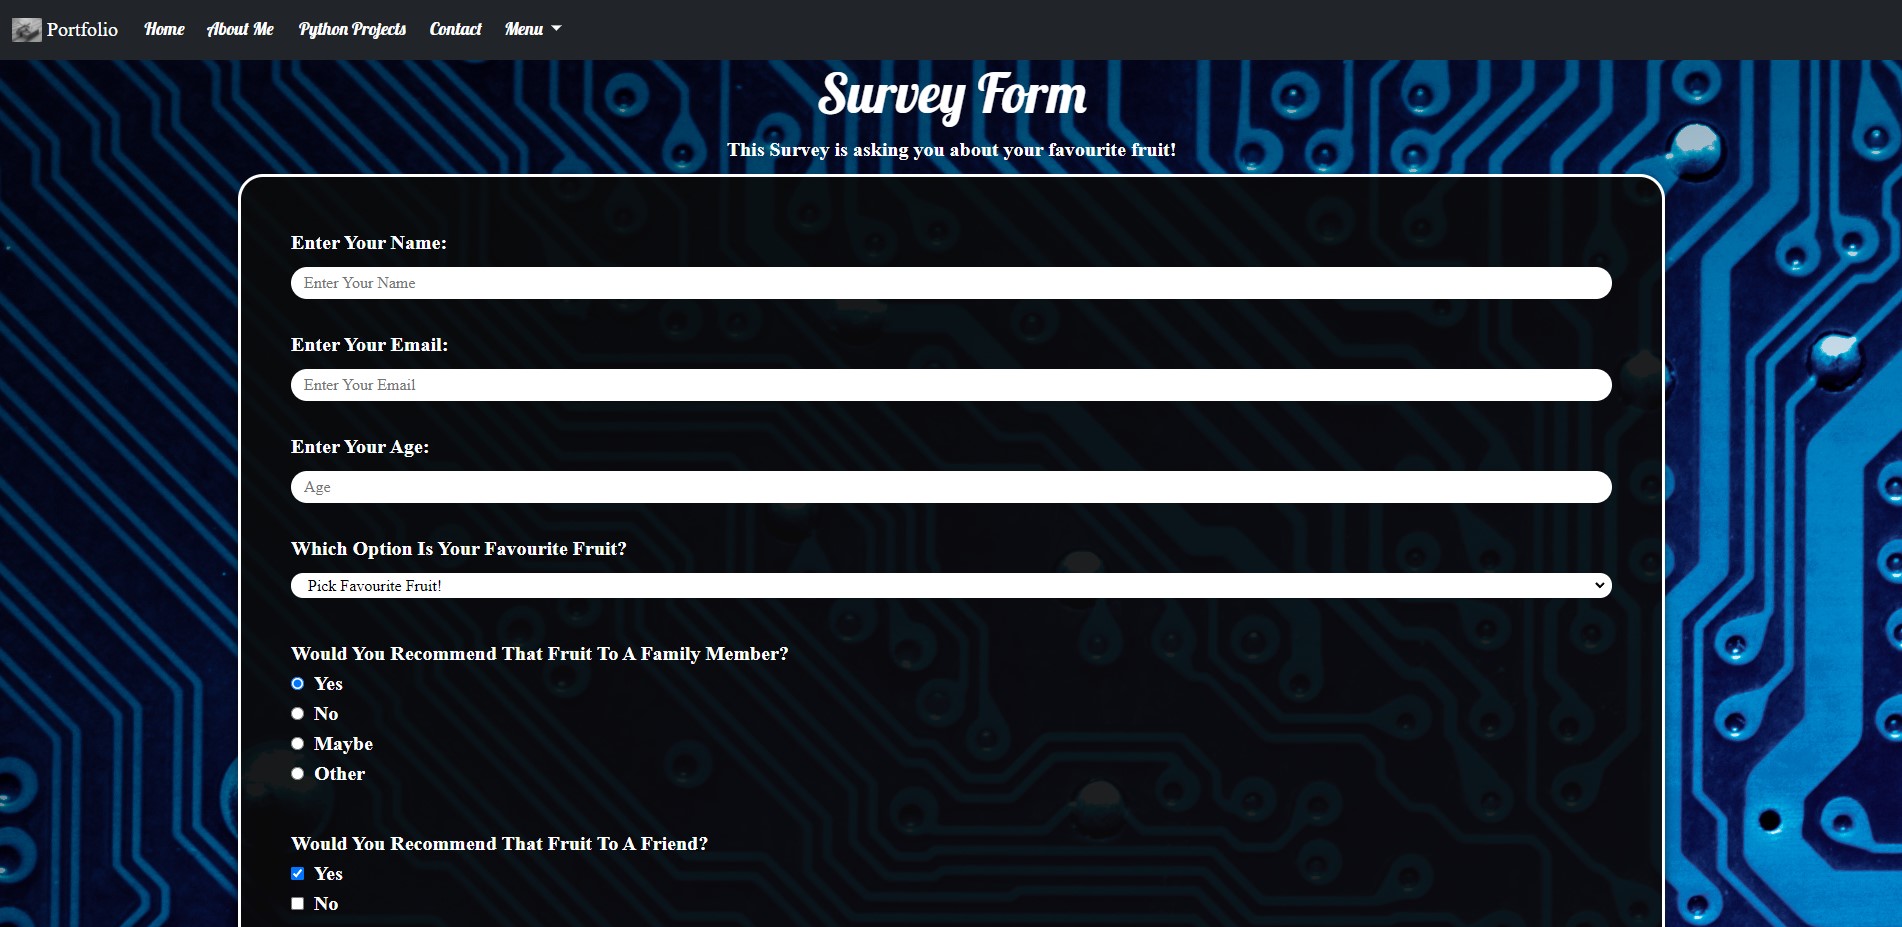 Portfolio Home About Me Python Projects Contact Menu
Survey Form
This Survey is asking you about your favourite fruit!
Enter Your Name:
Enter Your Name
Enter Your Email:
Enter Your Email
Enter Your Age:
Age
Which Option Is Your Favourite Fruit?
Pick Favourite Fruit!
Would You Recommend That Fruit To A Family Member?
Yes
No
Maybe
Other
Would You Recommend That Fruit To A Friend?
Yes
No